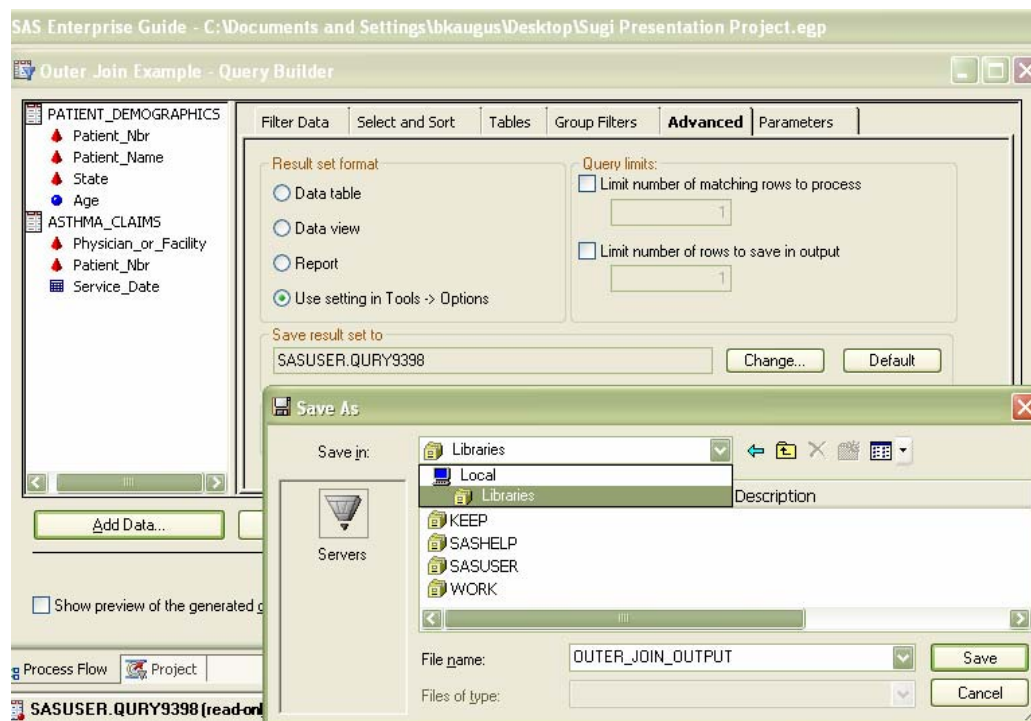 SAS Enterprise Guide - C:\Documents and Settings\bkaugus\Desktop\Sugi Presentation Project.egp
Outer Join Example - Query Builder
PATIENT_DEMOGRAPHICS
Patient_Nbr
Patient_Name
State
Age
ASTHMA_CLAIMS
Physician_or_Facility
Patient_Nbr
Service_Date
Add Data...
Show preview of the generated
Filter Data Select and Sort Tables Group Filters Advanced Parameters
Result set format
Data table
Data view
Report
Use setting in Tools -> Options
Query limits:
Limit number of matching rows to process
1
Limit number of rows to save in output
1
Save result set to
SASUSER.QURY9398 Change... Default
Save As
Save in: Libraries
Local
Libraries
Description
Servers
KEEP
SASHELP
SASUSER
WORK
File name: OUTER_JOIN_OUTPUT Save
Files of type: Cancel
Process Flow Project
SASUSER.QURY9398 (read-onl